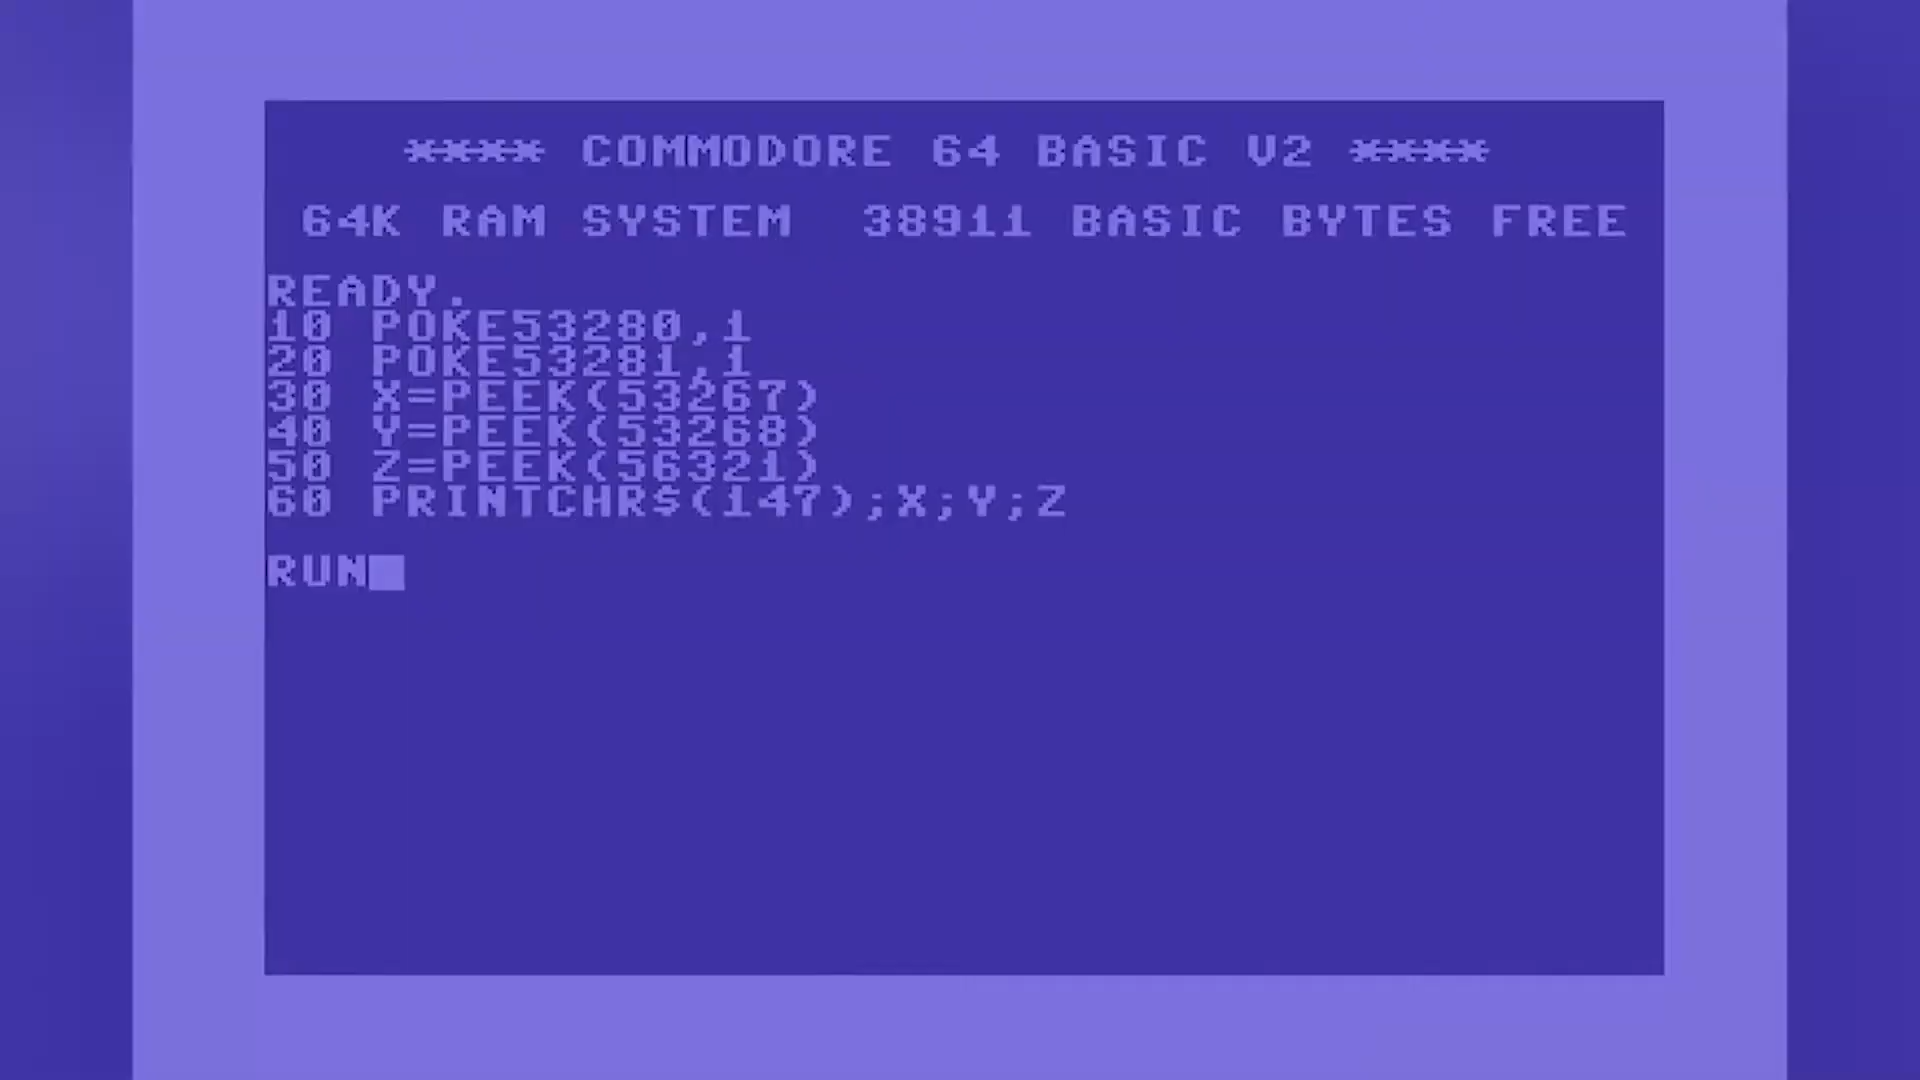 **** COMMODORE 64 BASIC V2 ****
64K RAM SYSTEM  38911 BASIC BYTES FREE
READY.
10 POKE53280,1
20 POKE53281,1
30 X=PEEK(53267)
40 Y=PEEK(53268)
50 Z=PEEK(56321)
60 PRINTCHR$(147);X;Y;Z
RUN